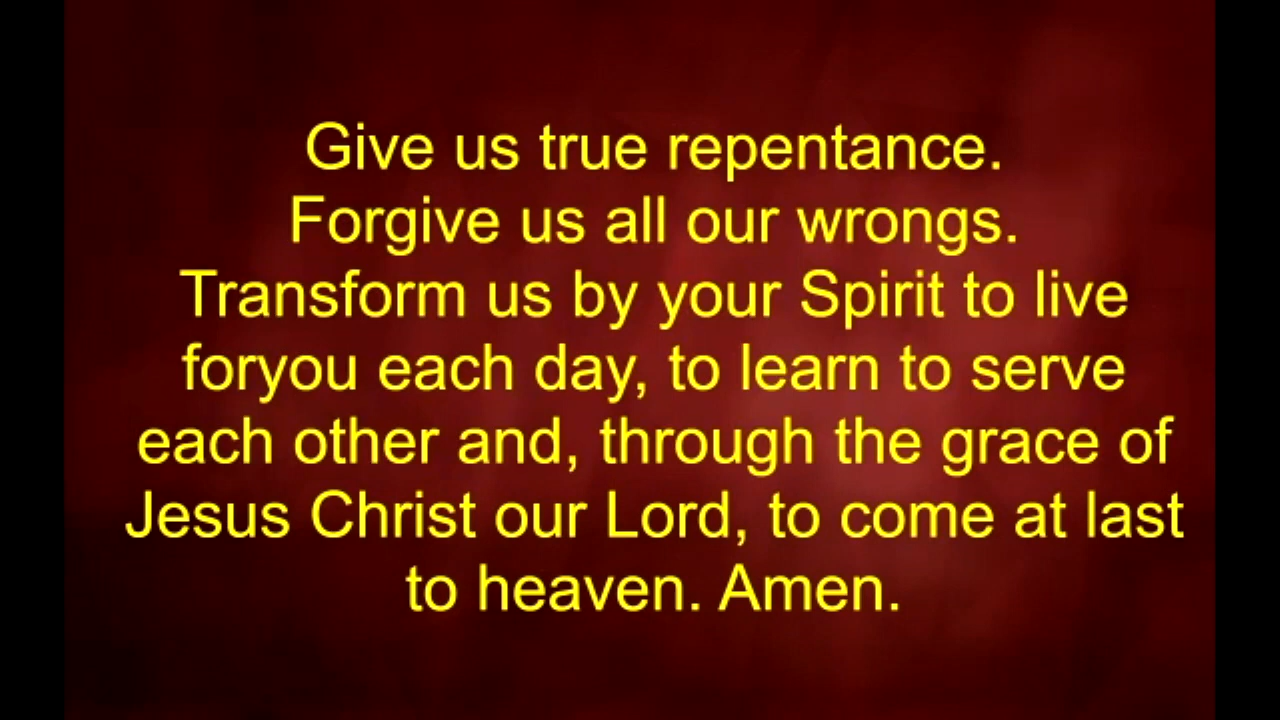 Give us true repentance.
Forgive us all our wrongs.
Transform us by your Spirit to live
foryou each day, to learn to serve
each other and, through the grace of
Jesus Christ our Lord, to come at last
to heaven. Amen.